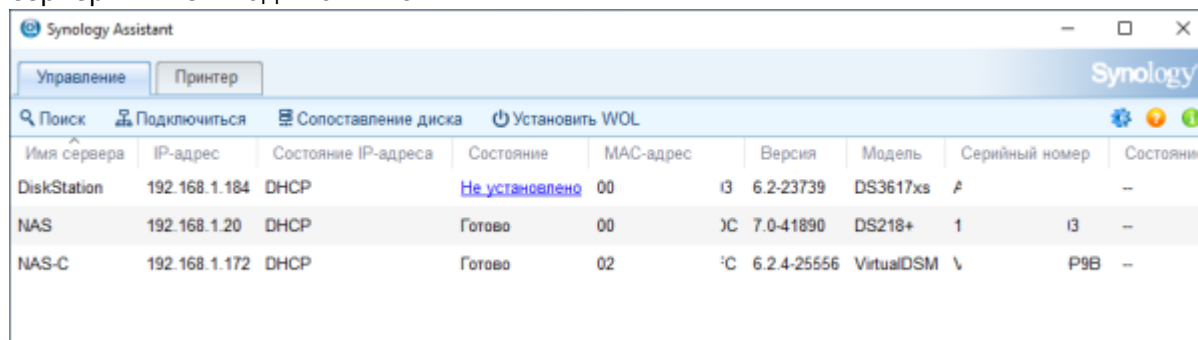 Synology Assistant
Управление Принтер Synology
Поиск Подключиться Сопоставление диска Установить WOL
Имя сервера IP-адрес Состояние IP-адреса Состояние MAC-адрес Версия Модель Серийный номер
DiskStation 192.168.1.184 DHCP Не установлено 00 6.2-23739 DS3617xs --
NAS 192.168.1.20 DHCP Готово 00 7.0-41890 DS218+ 1 --
NAS-C 192.168.1.172 DHCP Готово 02 6.2.4-25556 VirtualDSM P9B --